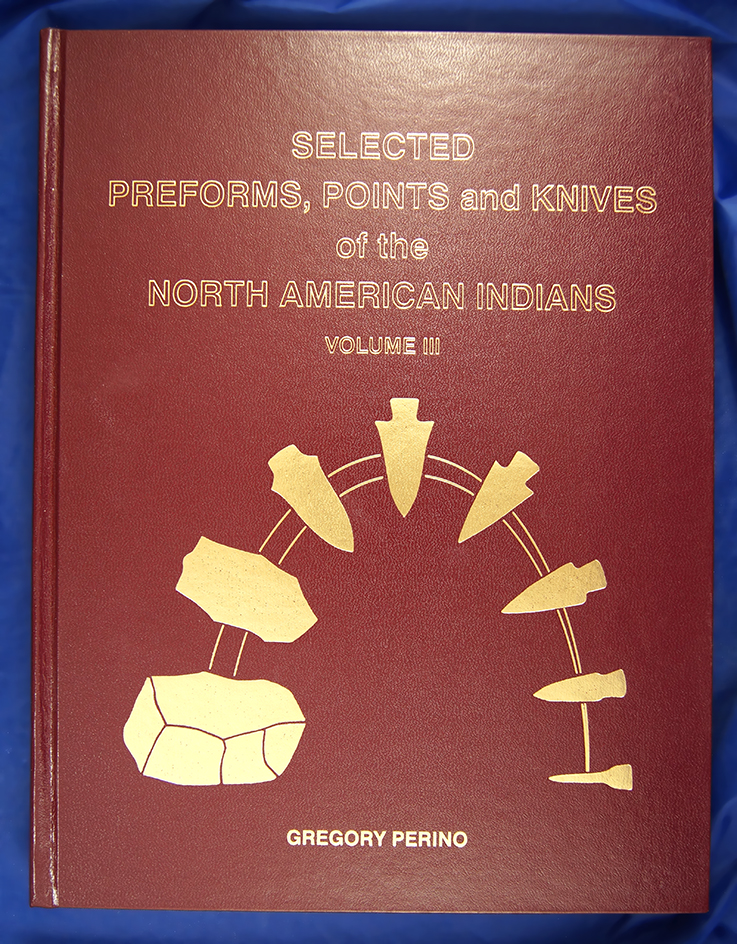 SELECTED
PREFORMS, POINTS and KNIVES
of the
NORTH AMERICAN INDIANS
VOLUME III
GREGORY PERINO